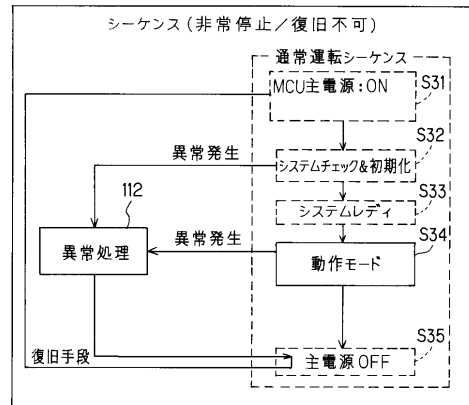 シーケンス(非常停止/復旧不可)
通常運転シーケンス
MCU主電源:ON
S31
異常発生
S32
システムチェック&初期化
S33
システムレディ
112
異常発生
S34
異常処理
動作モード
S35
復旧手段
主電源OFF